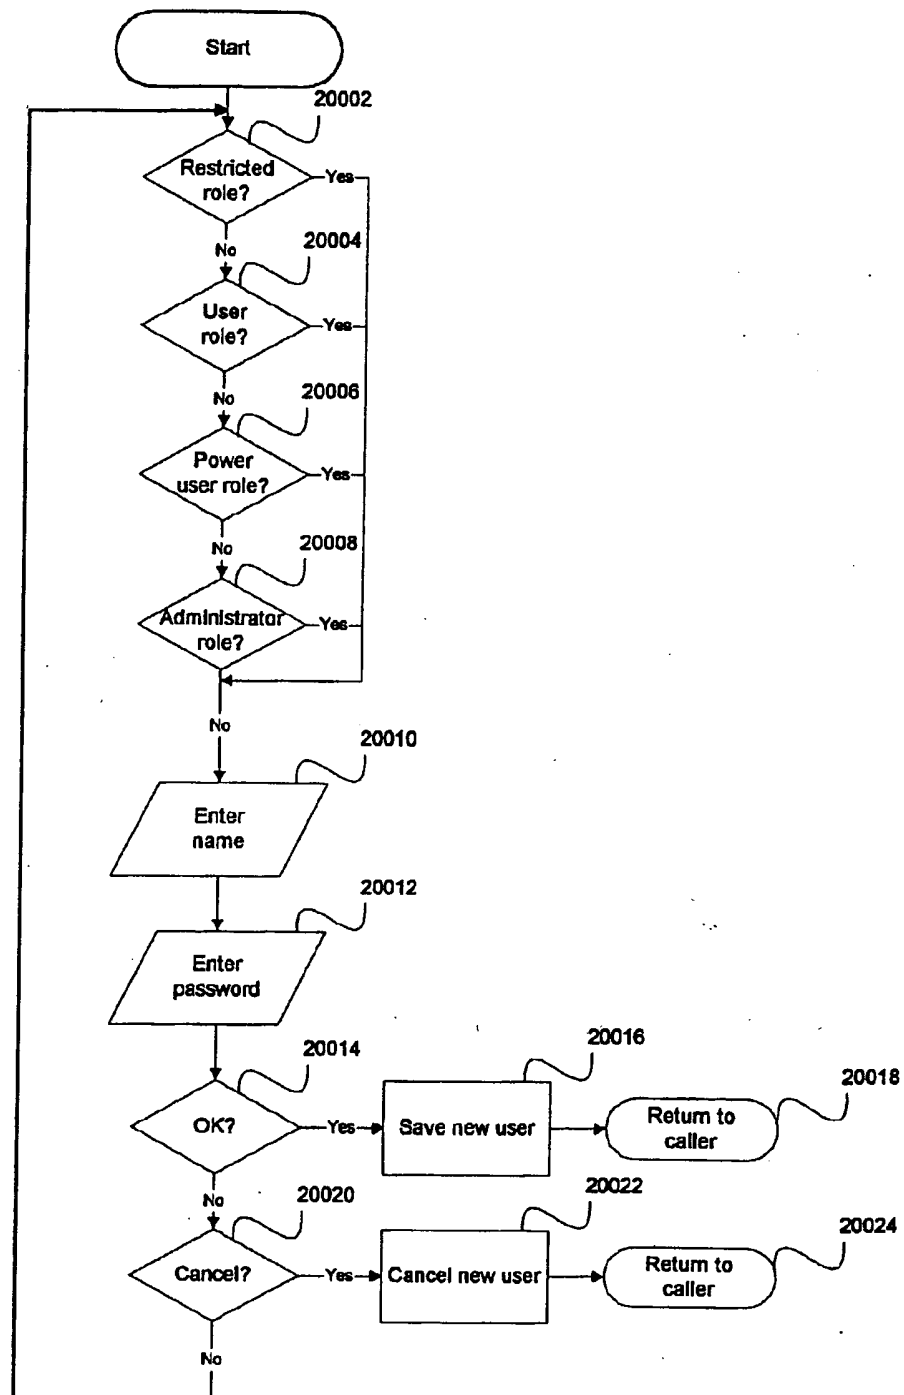 Start
20002
Restricted
role?
Yes
No
20004
User
role?
Yes
No
20006
Power
user role?
Yes
No
20008
Administrator
role?
Yes
No
20010
Enter
name
20012
Enter
password
20014
OK?
Yes
20016
Save new user
20018
Return to
caller
No
20020
Cancel?
Yes
20022
Cancel new user
20024
Return to
caller
No